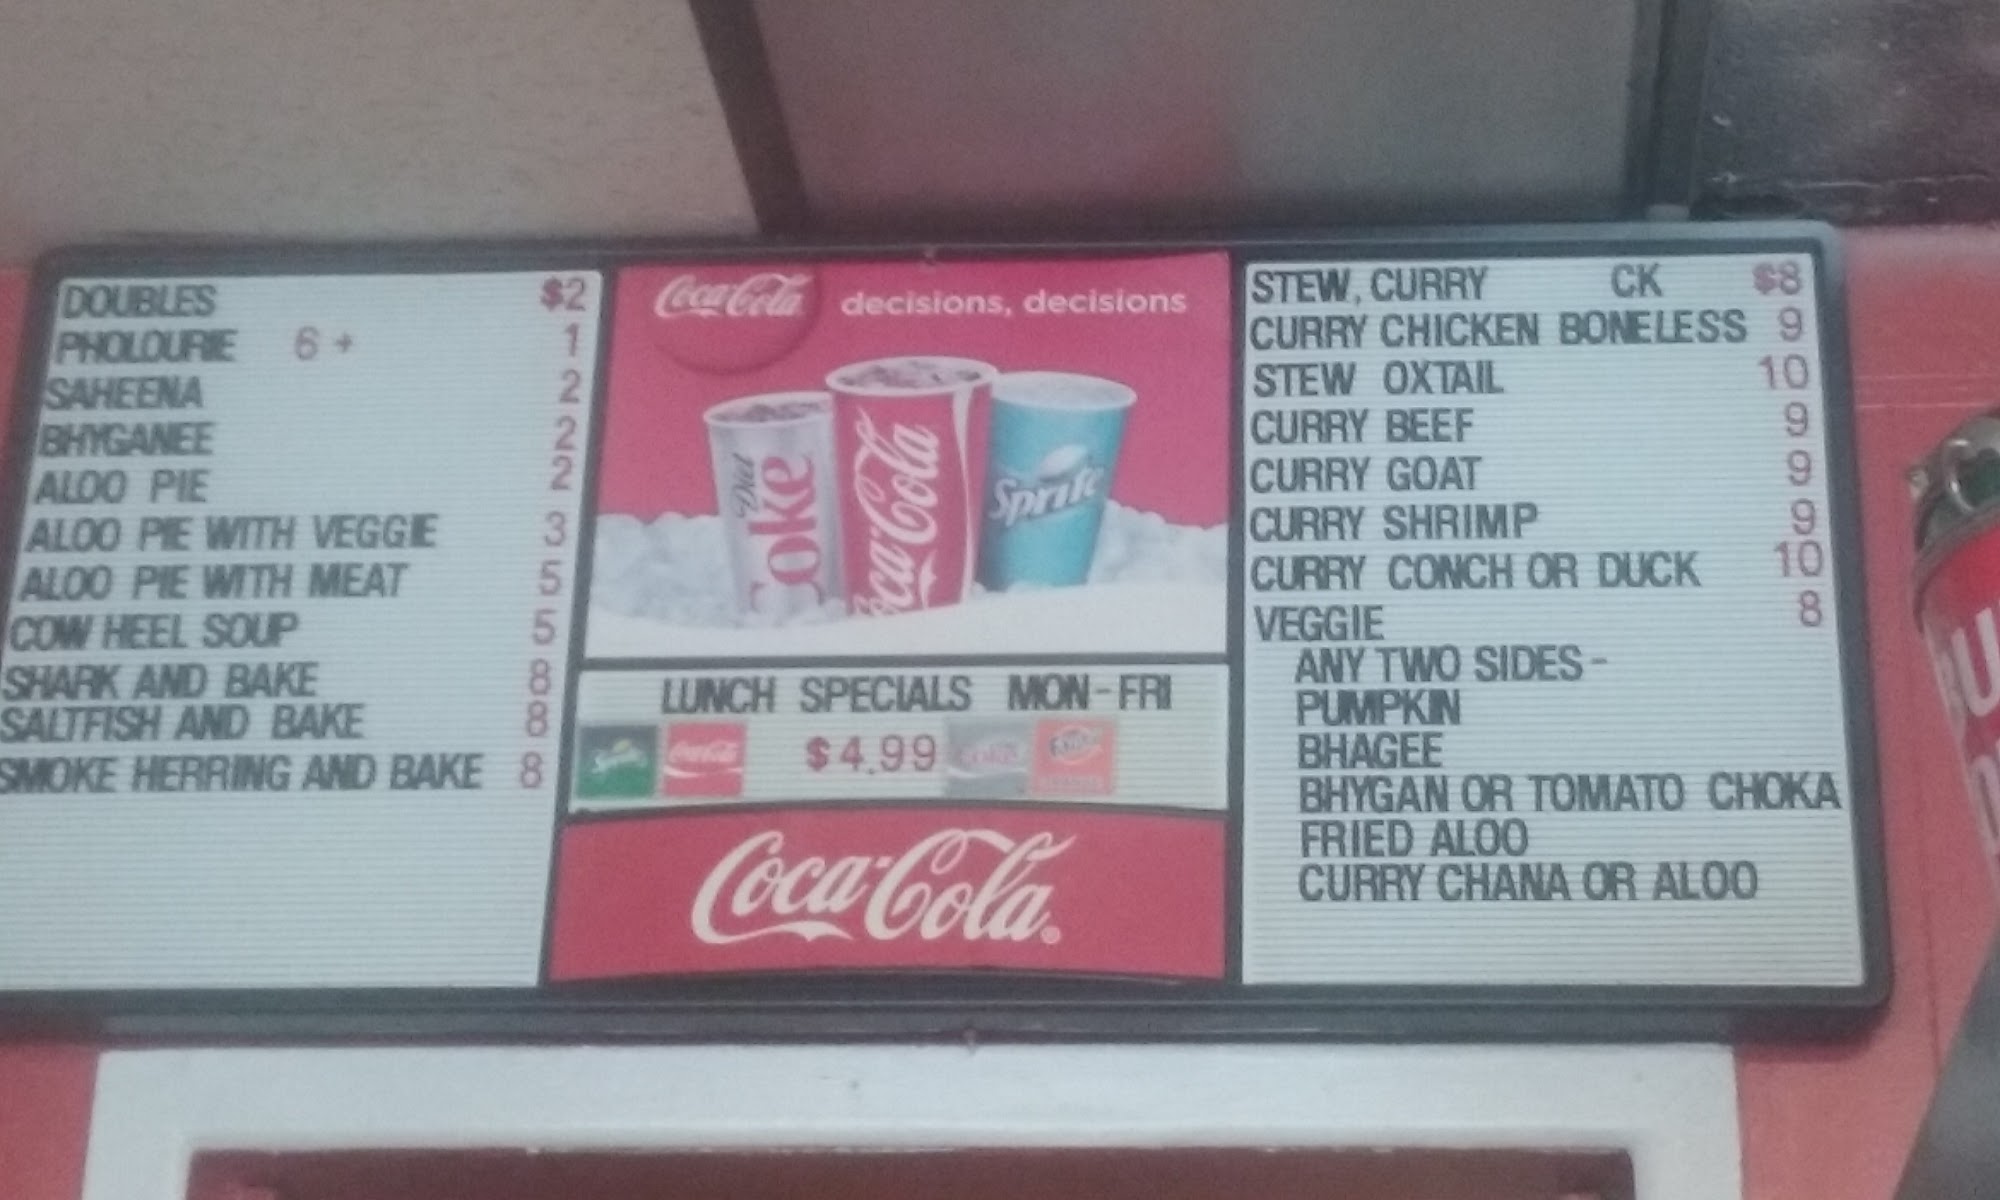 DOUBLES $2
PHOLOURIE 6 + 1
SAHEENA 2
BHYGANEE 2
ALOO PIE 2
ALOO PIE WITH VEGGIE 3
ALOO PIE WITH MEAT 5
COW HEEL SOUP 5
SHARK AND BAKE 8
SALTFISH AND BAKE 8
SMOKE HERRING AND BAKE 8
Coca-Cola decisions, decisions
Diet Coke
Coca-Cola
Sprite
LUNCH SPECIALS MON-FRI
Sprite Coca-Cola $4.99 Coke Fanta
Coca-Cola®
STEW, CURRY CK $8
CURRY CHICKEN BONELESS 9
STEW OXTAIL 10
CURRY BEEF 9
CURRY GOAT 9
CURRY SHRIMP 9
CURRY CONCH OR DUCK 10
VEGGIE 8
ANY TWO SIDES-
PUMPKIN
BHAGEE
BHYGAN OR TOMATO CHOKA
FRIED ALOO
CURRY CHANA OR ALOO